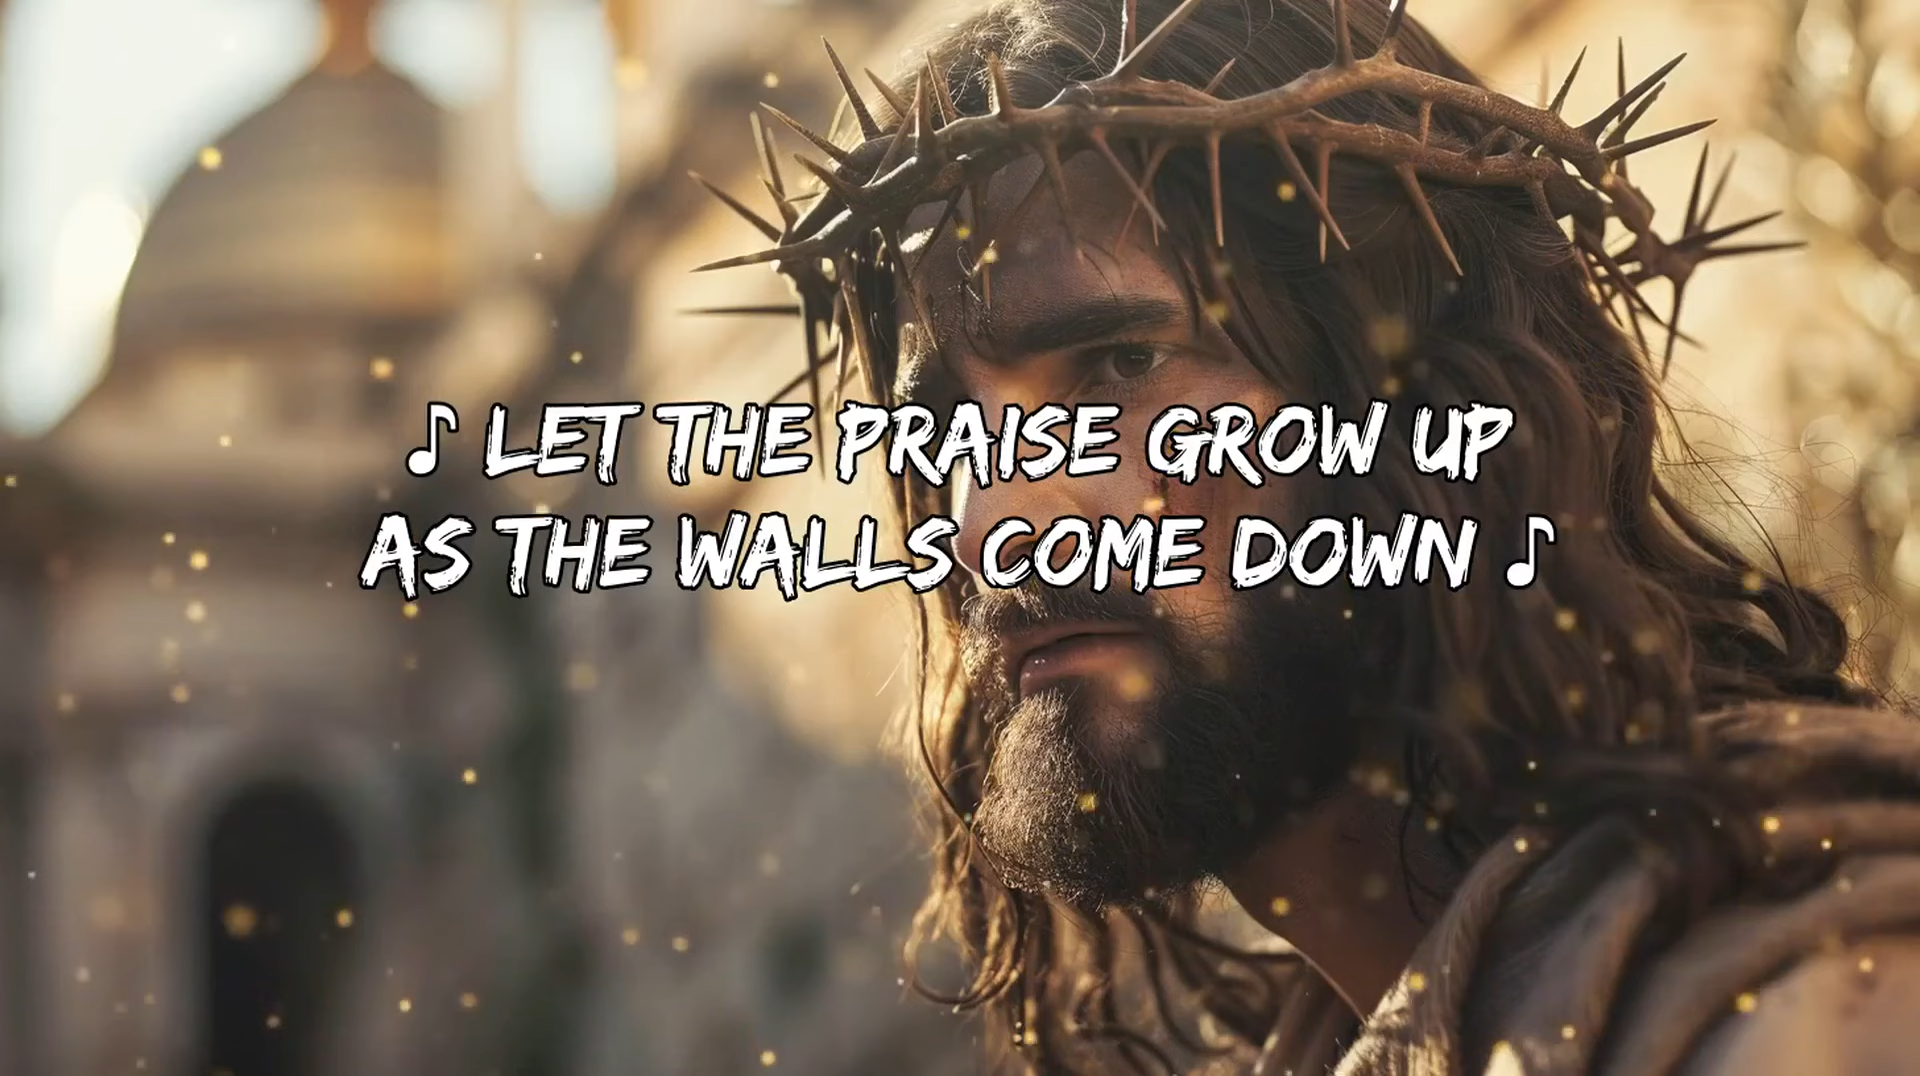 ♪ LET THE PRAISE GROW UP
AS THE WALLS COME DOWN ♪